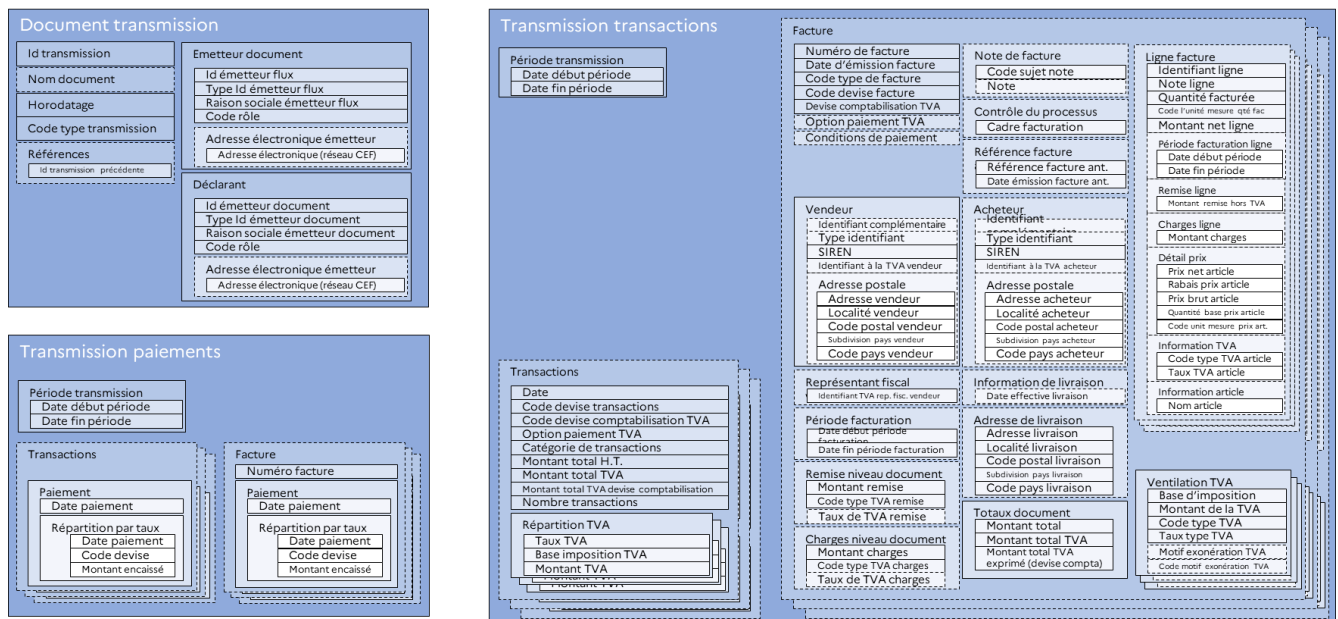 Document transmission
Id transmission
Nom document
Horodatage
Code type transmission
Références
Id transmission précédente
Emetteur document
Id émetteur flux
Type Id émetteur flux
Raison sociale émetteur flux
Code rôle
Adresse électronique émetteur
Adresse électronique (réseau CEF)
Déclarant
Id émetteur document
Type Id émetteur document
Raison sociale émetteur document
Code rôle
Adresse électronique émetteur
Adresse électronique (réseau CEF)
Transmission paiements
Période transmission
Date début période
Date fin période
Transactions
Paiement
Date paiement
Répartition par taux
Date paiement
Code devise
Montant encaissé
Facture
Numéro facture
Paiement
Date paiement
Répartition par taux
Date paiement
Code devise
Montant encaissé
Transmission transactions
Période transmission
Date début période
Date fin période
Transactions
Date
Code devise transactions
Code devise comptabilisation TVA
Option paiement TVA
Catégorie de transactions
Montant total H.T.
Montant total TVA
Montant total TVA devise comptabilisation
Nombre transactions
Répartition TVA
Taux TVA
Base imposition TVA
Montant TVA
Montant TVA
Facture
Numéro de facture
Date d'émission facture
Code type de facture
Code devise facture
Devise comptabilisation TVA
Option paiement TVA
Conditions de paiement
Note de facture
Code sujet note
Note
Contrôle du processus
Cadre facturation
Référence facture
Référence facture ant.
Date émission facture ant.
Vendeur
Identifiant complémentaire
Type identifiant
SIREN
Identifiant à la TVA vendeur
Adresse postale
Adresse vendeur
Localité vendeur
Code postal vendeur
Subdivision pays vendeur
Code pays vendeur
Acheteur
Identifiant
complémentaire
Type identifiant
SIREN
Identifiant à la TVA acheteur
Adresse postale
Adresse acheteur
Localité acheteur
Code postal acheteur
Subdivision pays acheteur
Code pays acheteur
Représentant fiscal
Identifiant TVA rep. fisc. vendeur
Information de livraison
Date effective livraison
Période facturation
Date début période
facturation
Date fin période facturation
Adresse de livraison
Adresse livraison
Localité livraison
Code postal livraison
Subdivision pays livraison
Code pays livraison
Remise niveau document
Montant remise
Code type TVA remise
Taux de TVA remise
Charges niveau document
Montant charges
Code type TVA charges
Taux de TVA charges
Totaux document
Montant total
Montant total TVA
Montant total TVA
exprimé (devise compta)
Ligne facture
Identifiant ligne
Note ligne
Quantité facturée
Code l'unité mesure qté fac
Montant net ligne
Période facturation ligne
Date début période
Date fin période
Remise ligne
Montant remise hors TVA
Charges ligne
Montant charges
Détail prix
Prix net article
Rabais prix article
Prix brut article
Quantité base prix article
Code unit mesure prix art.
Information TVA
Code type TVA article
Taux TVA article
Information article
Nom article
Ventilation TVA
Base d'imposition
Montant de la TVA
Code type TVA
Taux type TVA
Motif exonération TVA
Code motif exonération TVA